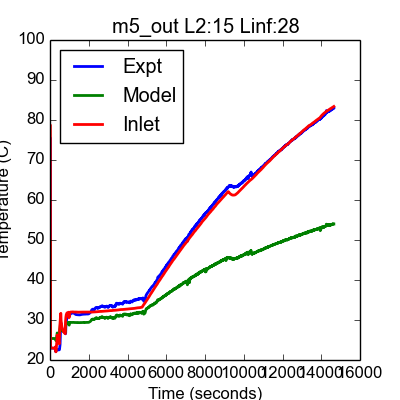 m5_out L2:15 Linf:28
100
90
80
70
60
50
40
30
20
Temperature (C)
Expt
Model
Inlet
0 2000 4000 6000 8000 10000 12000 14000 16000
Time (seconds)